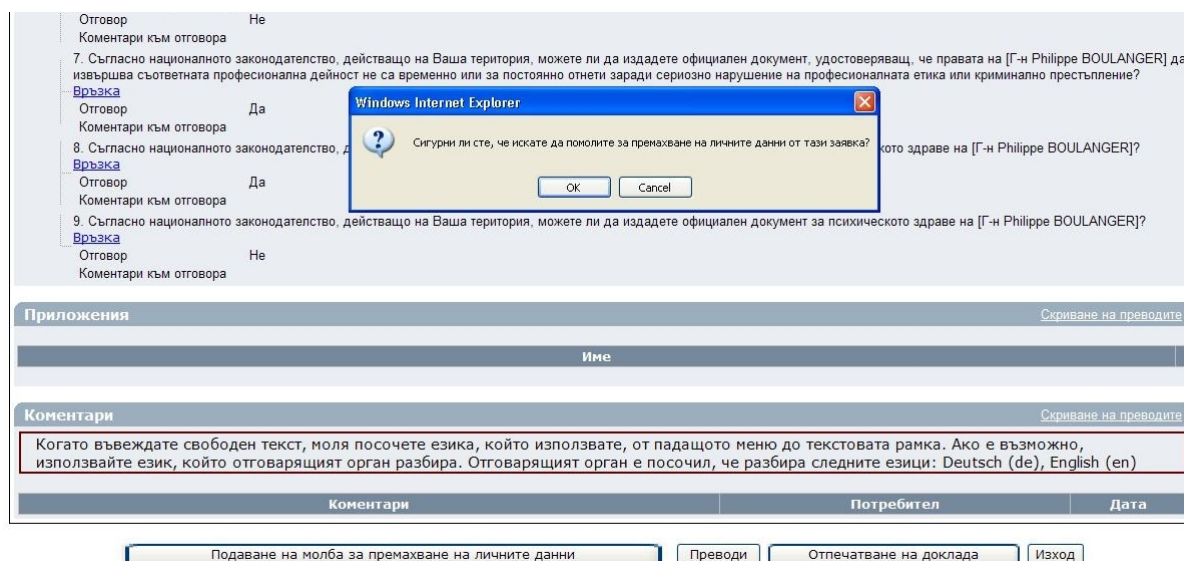 Отговор Не
Коментари към отговора
7. Съгласно националното законодателство, действащо на Ваша територия, можете ли да издадете официален документ, удостоверяващ, че правата на [Г-н Philippe BOULANGER] да
извършва съответната професионална дейност не са временно или за постоянно отнети заради сериозно нарушение на професионалната етика или криминално престъпление?
Връзка
Отговор Да
Коментари към отговора
8. Съгласно националното законодателство, кото здраве на [Г-н Philippe BOULANGER]?
Връзка
Отговор Да
Коментари към отговора
9. Съгласно националното законодателство, действащо на Ваша територия, можете ли да издадете официален документ за психическото здраве на [Г-н Philippe BOULANGER]?
Връзка
Отговор Не
Коментари към отговора
Windows Internet Explorer
Сигурни ли сте, че искате да помолите за премахване на личните данни от тази заявка?
OK Cancel
Приложения Скриване на преводите
Име
Коментари Скриване на преводите
Когато въвеждате свободен текст, моля посочете езика, който използвате, от падащото меню до текстовата рамка. Ако е възможно,
използвайте език, който отговарящият орган разбира. Отговарящият орган е посочил, че разбира следните езици: Deutsch (de), English (en)
Коментари Потребител Дата
Подаване на молба за премахване на личните данни Преводи Отпечатване на доклада Изход